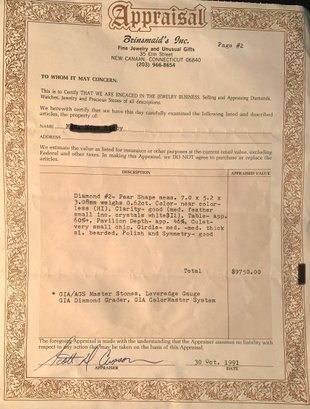 Appraisal
Brinsmaid's Inc.
Page #2
Fine Jewelry and Unusual Gifts
35 Elm Street
NEW CANAAN, CONNECTICUT 06840
(203) 966-8654
TO WHOM IT MAY CONCERN:
This is to Certify THAT WE ARE ENGAGED IN THE JEWELRY BUSINESS, Selling and Appraising Diamonds,
Watches, Jewelry and Precious Stones of all descriptions.
We herewith certify that we have this day carefully examined the following listed and described
articles, the property of:
NAME
ADDRESS
We estimate the value as listed for insurance or other purposes at the current retail value, excluding
Federal and other taxes. In making this Appraisal, we DO NOT agree to purchase or replace the
articles.
DESCRIPTION APPRAISED VALUE
Diamond #2- Pear Shape meas. 7.0 x 5.2 x
3.08mm weighs 0.62ct. Color- near color-
less (HI). Clarity- good (med. feather
small inc. crystals white SI1). Table- app.
60%+, Pavilion Depth- app. 46%, Culet-
very small chip. Girdle- med.-med. thick
sl. bearded. Polish and Symmetry- good
Total $9750.00
* GIA/AGS Master Stones, Leveredge Gauge
GIA Diamond Grader, GIA ColorMaster System
The foregoing Appraisal is made with the understanding that the Appraiser assumes no liability with
respect to any action that may be taken on the basis of this Appraisal.
30 Oct. 1991
APPRAISER DATE